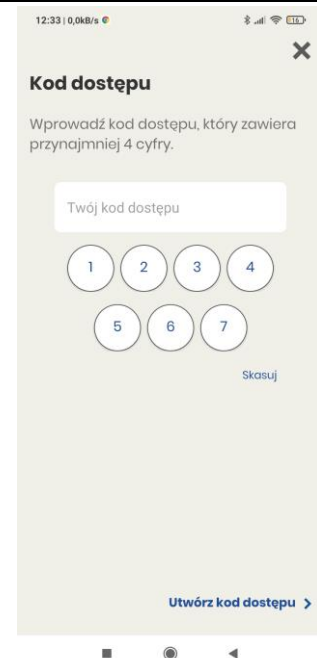 12:33 | 0,0kB/s 16
Kod dostępu
Wprowadź kod dostępu, który zawiera
przynajmniej 4 cyfry.
Twój kod dostępu
1 2 3 4
5 6 7
Skasuj
Utwórz kod dostępu